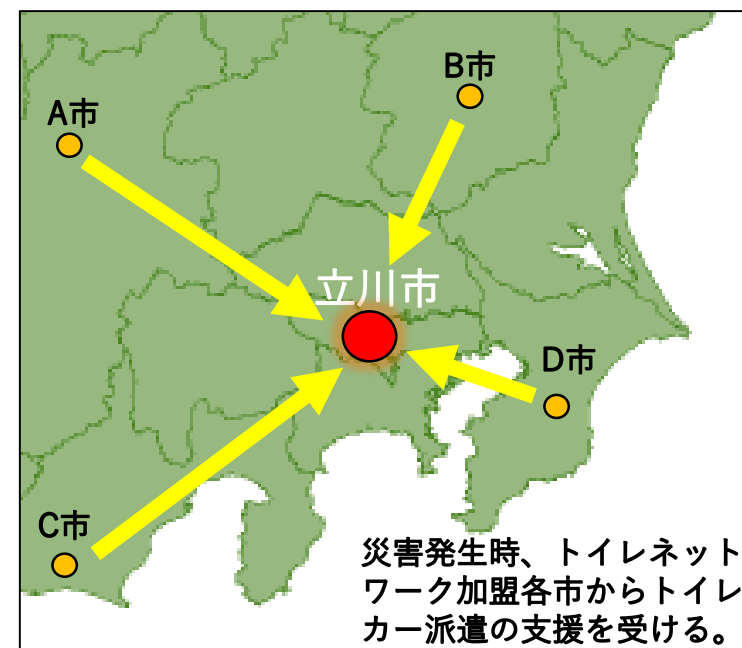 B市
A市
立川市
D市
C市
災害発生時、トイレネット
ワーク加盟各市からトイレ
カー派遣の支援を受ける。